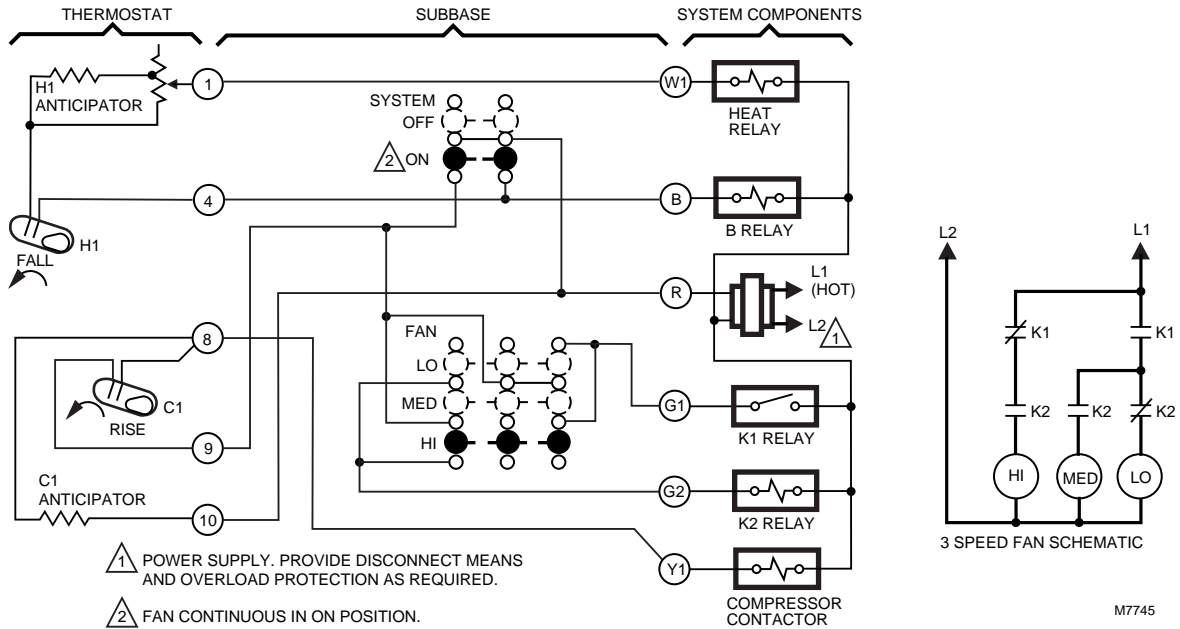 THERMOSTAT
SUBBASE
SYSTEM COMPONENTS
H1
ANTICIPATOR
1
W1
HEAT
RELAY
SYSTEM
OFF
2 ON
4
B
B RELAY
H1
FALL
R
L1
(HOT)
L2 1
8
FAN
LO
MED
HI
C1
RISE
9
G1
K1 RELAY
C1
ANTICIPATOR
10
G2
K2 RELAY
Y1
COMPRESSOR
CONTACTOR
1 POWER SUPPLY. PROVIDE DISCONNECT MEANS
AND OVERLOAD PROTECTION AS REQUIRED.
2 FAN CONTINUOUS IN ON POSITION.
L2 L1
K1 K1
K2 K2 K2
HI MED LO
3 SPEED FAN SCHEMATIC
M7745